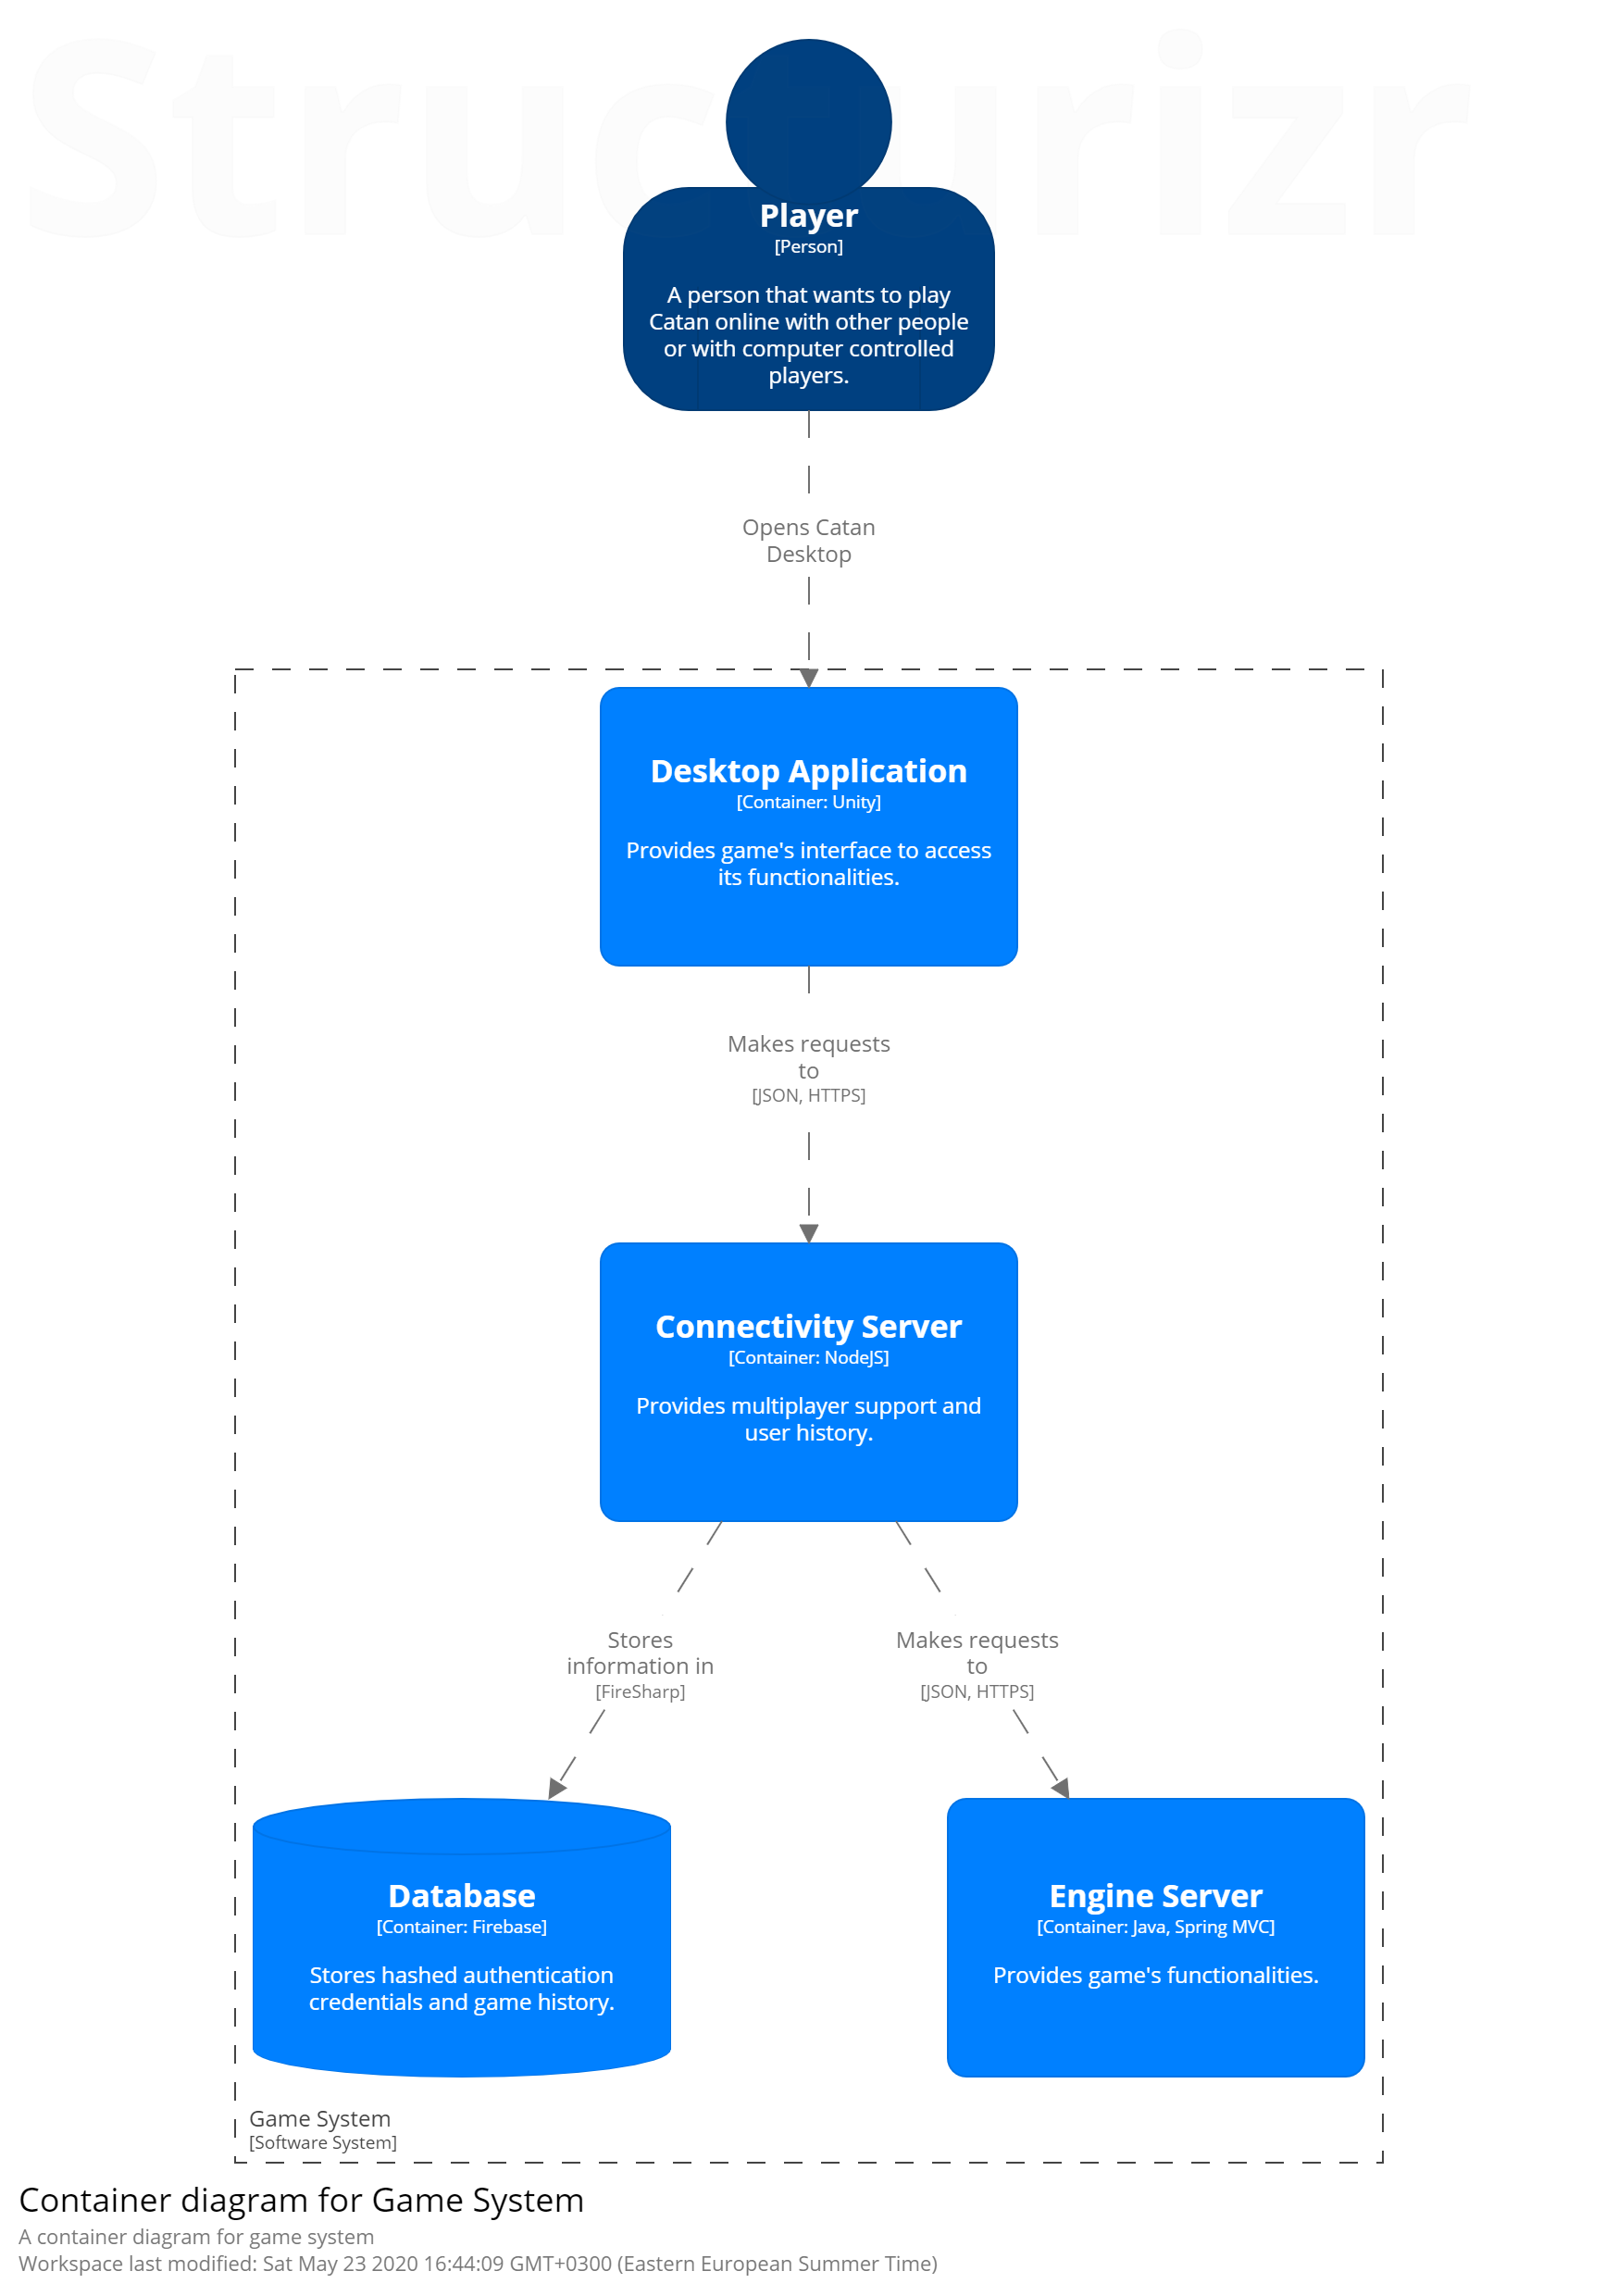 Structurizr
Player
[Person]
A person that wants to play
Catan online with other people
or with computer controlled
players.
Opens Catan
Desktop
Desktop Application
[Container: Unity]
Provides game's interface to access
its functionalities.
Makes requests
to
[JSON, HTTPS]
Connectivity Server
[Container: NodeJS]
Provides multiplayer support and
user history.
Stores
information in
[FireSharp]
Makes requests
to
[JSON, HTTPS]
Database
[Container: Firebase]
Stores hashed authentication
credentials and game history.
Engine Server
[Container: Java, Spring MVC]
Provides game's functionalities.
Game System
[Software System]
Container diagram for Game System
A container diagram for game system
Workspace last modified: Sat May 23 2020 16:44:09 GMT+0300 (Eastern European Summer Time)